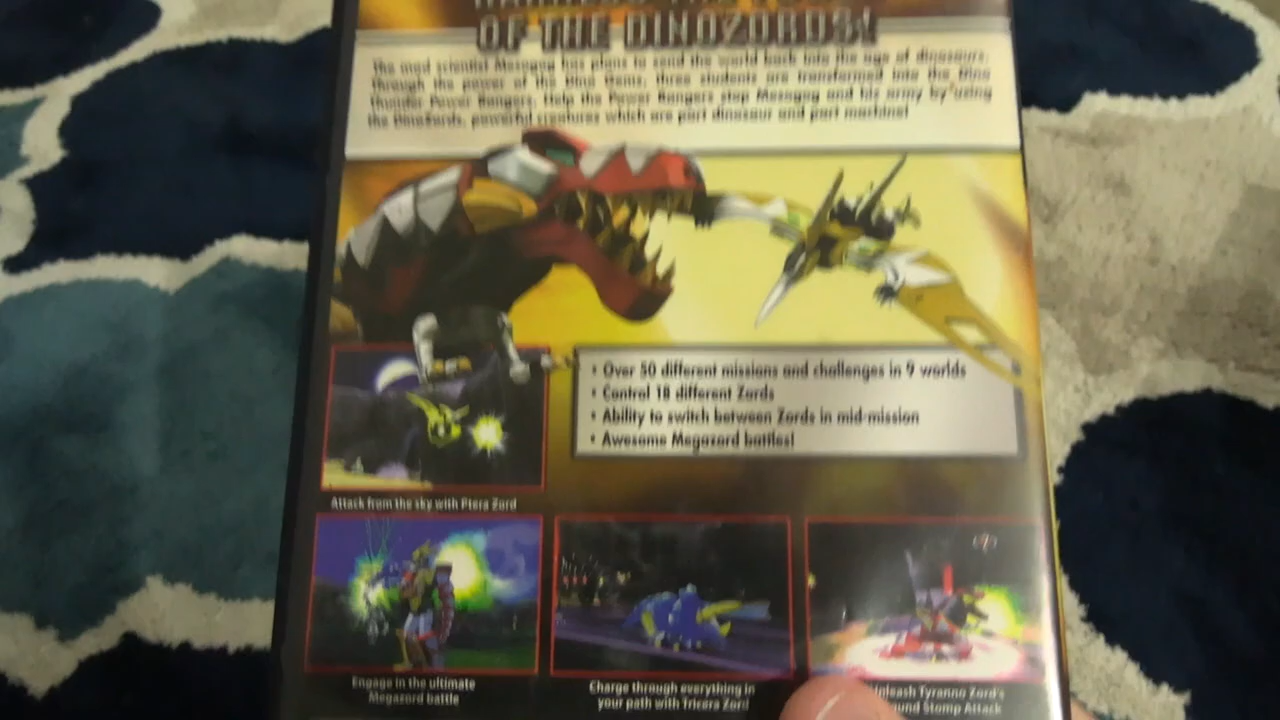 OF THE DINOZORDS!
The mad scientist Mesogog has plans to send the world back into the age of dinosaurs.
Through the power of the Dino Gems, three students are transformed into the Dino
Thunder Power Rangers. Help the Power Rangers stop Mesogog and his army by using
the DinoZords, powerful creatures which are part dinosaur and part machine!
• Over 50 different missions and challenges in 9 worlds
• Control 18 different Zords
• Ability to switch between Zords in mid-mission
• Awesome Megazord battles!
Attack from the sky with Ptera Zord
Engage in the ultimate
Megazord battle
Charge through everything in
your path with Tricera Zord
Unleash Tyranno Zord's
ound Stomp Attack